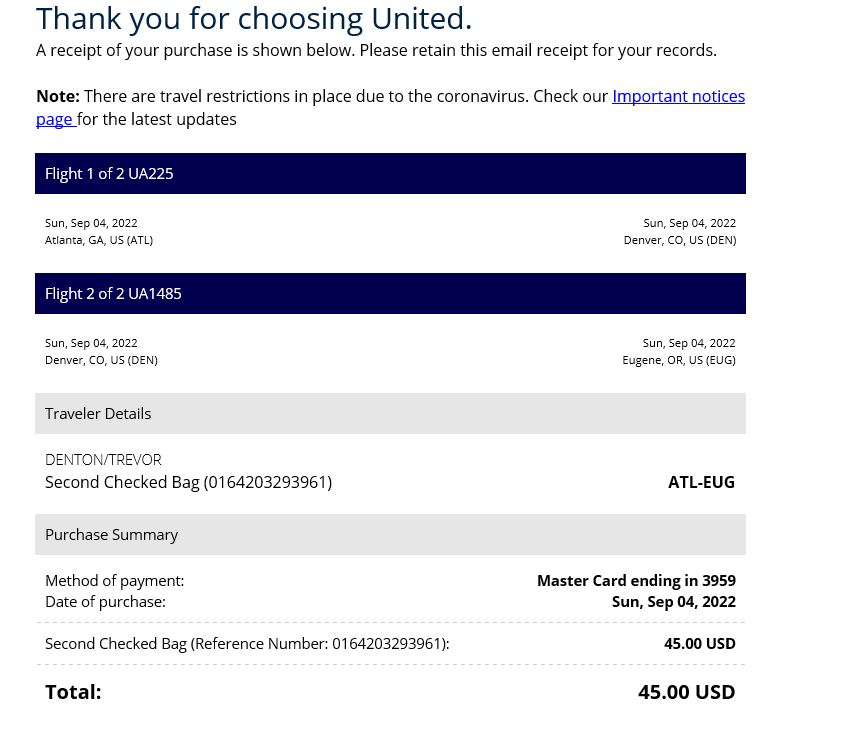 Thank you for choosing United.
A receipt of your purchase is shown below. Please retain this email receipt for your records.
Note: There are travel restrictions in place due to the coronavirus. Check our Important notices
page for the latest updates
Flight 1 of 2 UA225
Sun, Sep 04, 2022 Sun, Sep 04, 2022
Atlanta, GA, US (ATL) Denver, CO, US (DEN)
Flight 2 of 2 UA1485
Sun, Sep 04, 2022 Sun, Sep 04, 2022
Denver, CO, US (DEN) Eugene, OR, US (EUG)
Traveler Details
DENTON/TREVOR
Second Checked Bag (0164203293961) ATL-EUG
Purchase Summary
Method of payment: Master Card ending in 3959
Date of purchase: Sun, Sep 04, 2022
Second Checked Bag (Reference Number: 0164203293961): 45.00 USD
Total: 45.00 USD